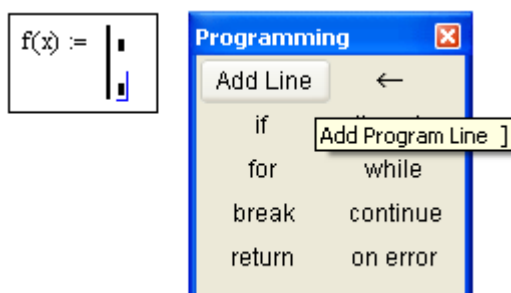 f(x) :=
Programming
Add Line ←
if
Add Program Line ]
for while
break continue
return on error